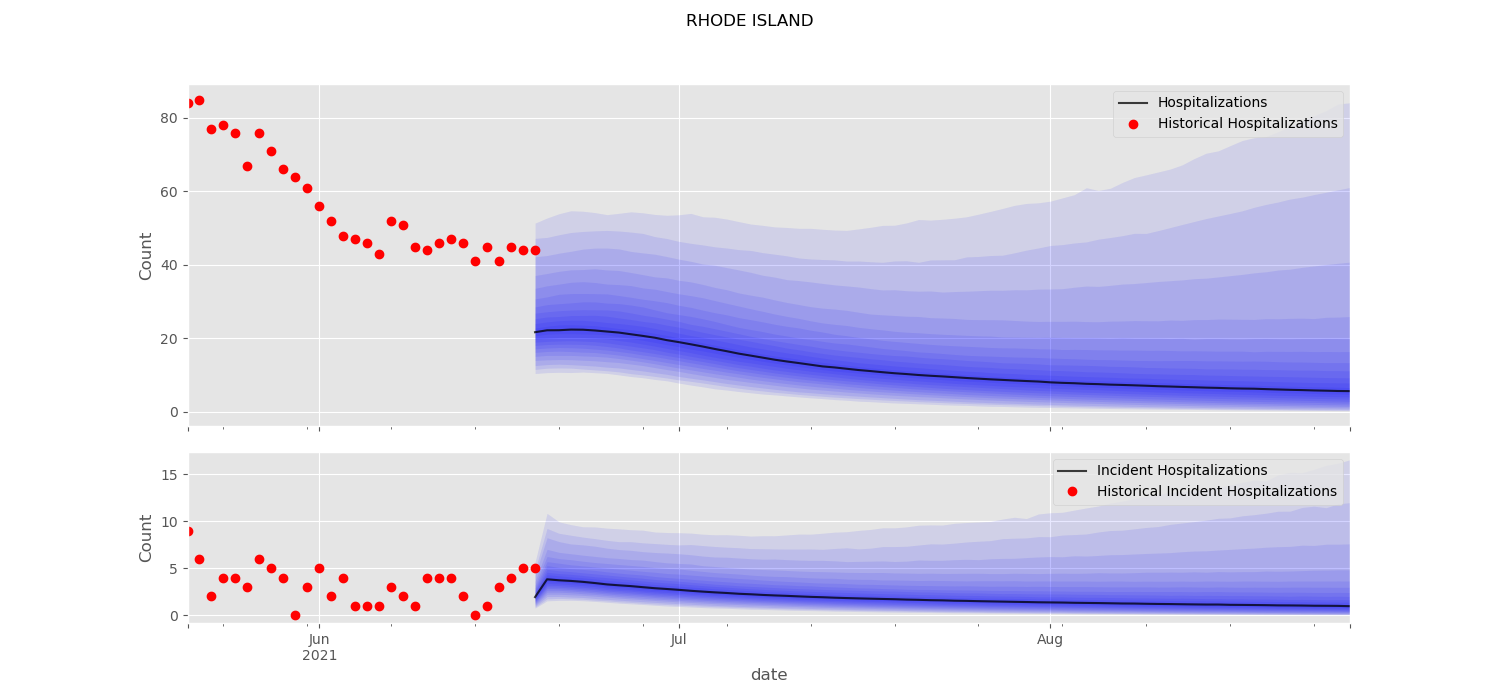 RHODE ISLAND
Hospitalizations
Historical Hospitalizations
Count
80
60
40
20
0
Incident Hospitalizations
Historical Incident Hospitalizations
Count
15
10
5
0
Jun
2021
Jul
Aug
date